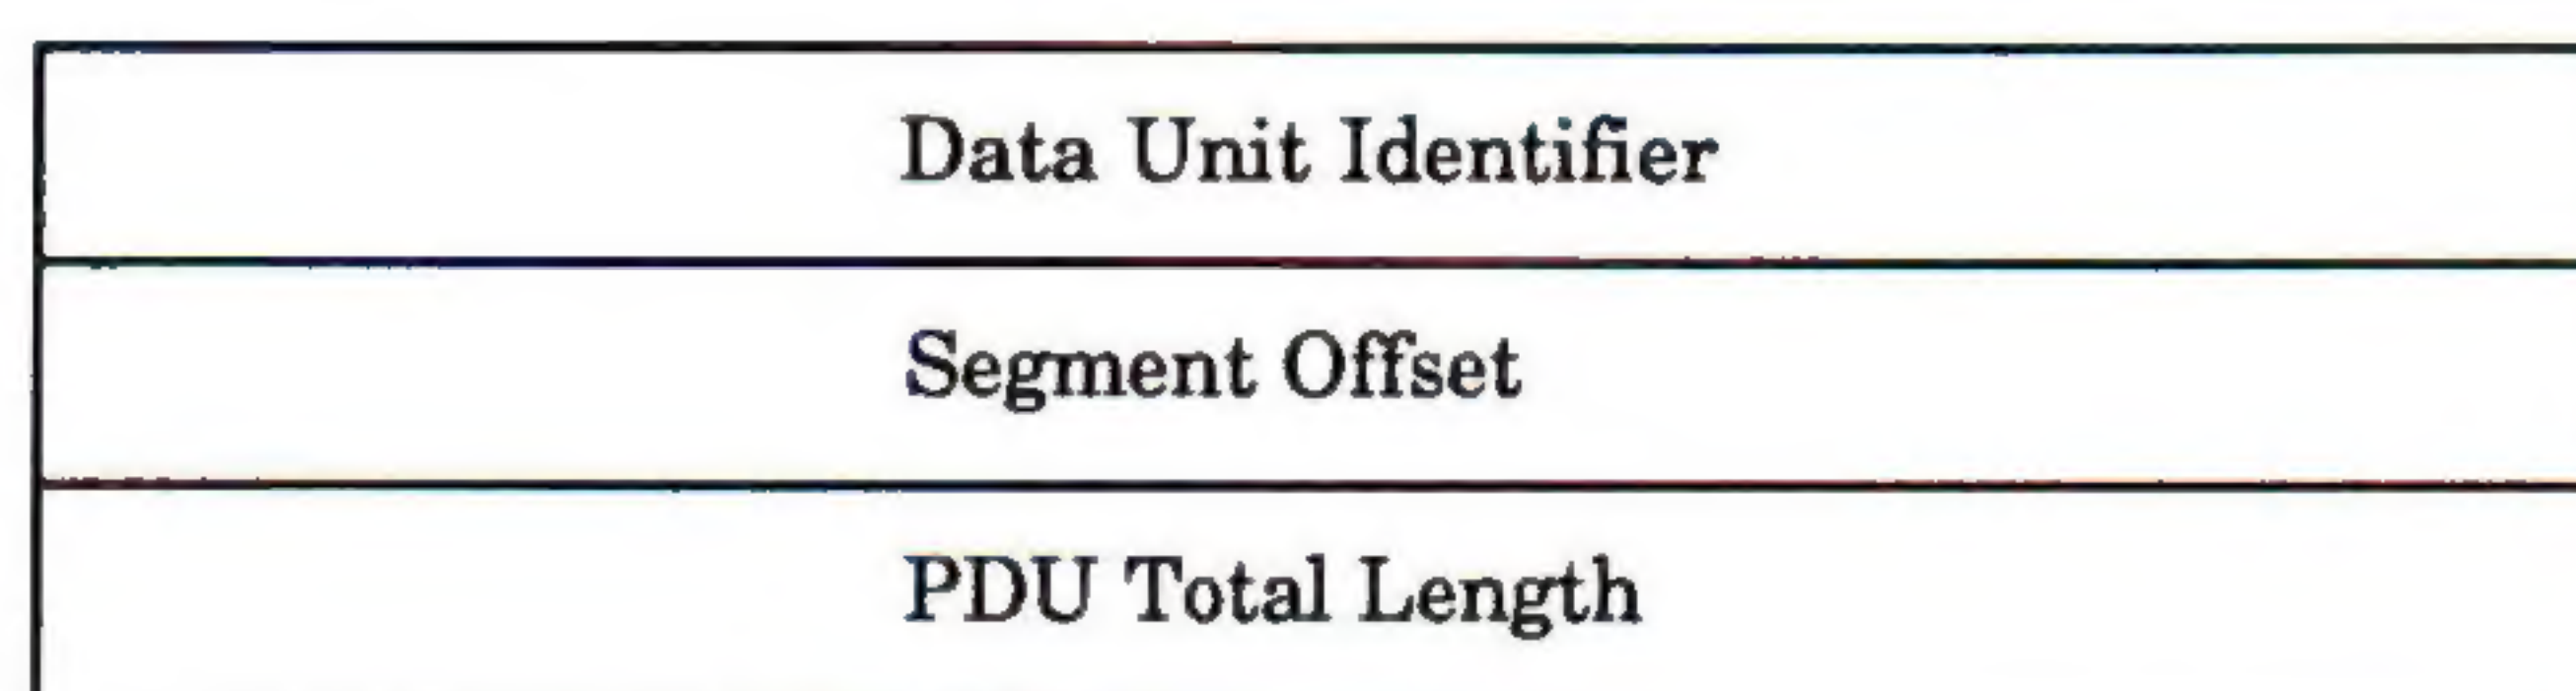 Data Unit Identifier
Segment Offset
PDU Total Length